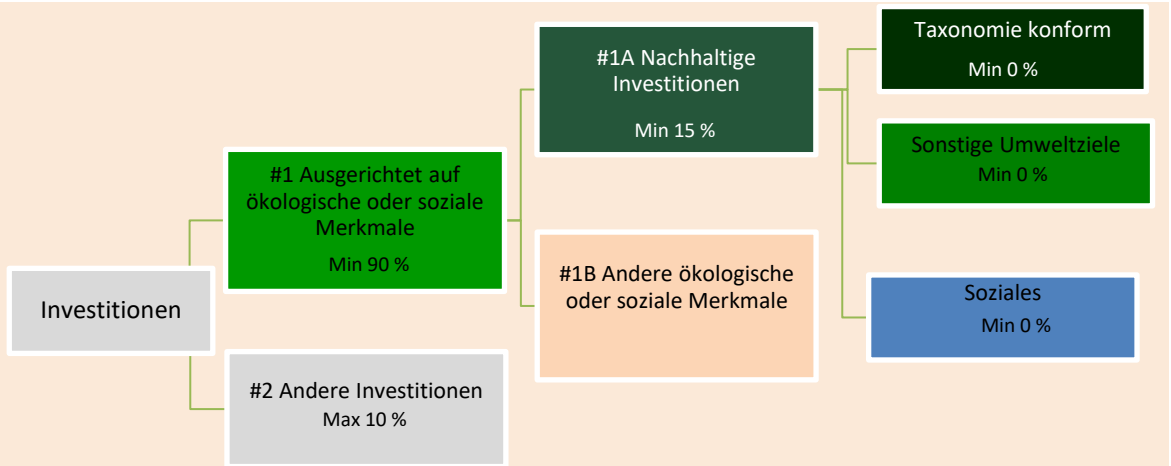 Investitionen
#1 Ausgerichtet auf
ökologische oder soziale
Merkmale
Min 90 %
#2 Andere Investitionen
Max 10 %
#1A Nachhaltige
Investitionen
Min 15 %
#1B Andere ökologische
oder soziale Merkmale
Taxonomie konform
Min 0 %
Sonstige Umweltziele
Min 0 %
Soziales
Min 0 %